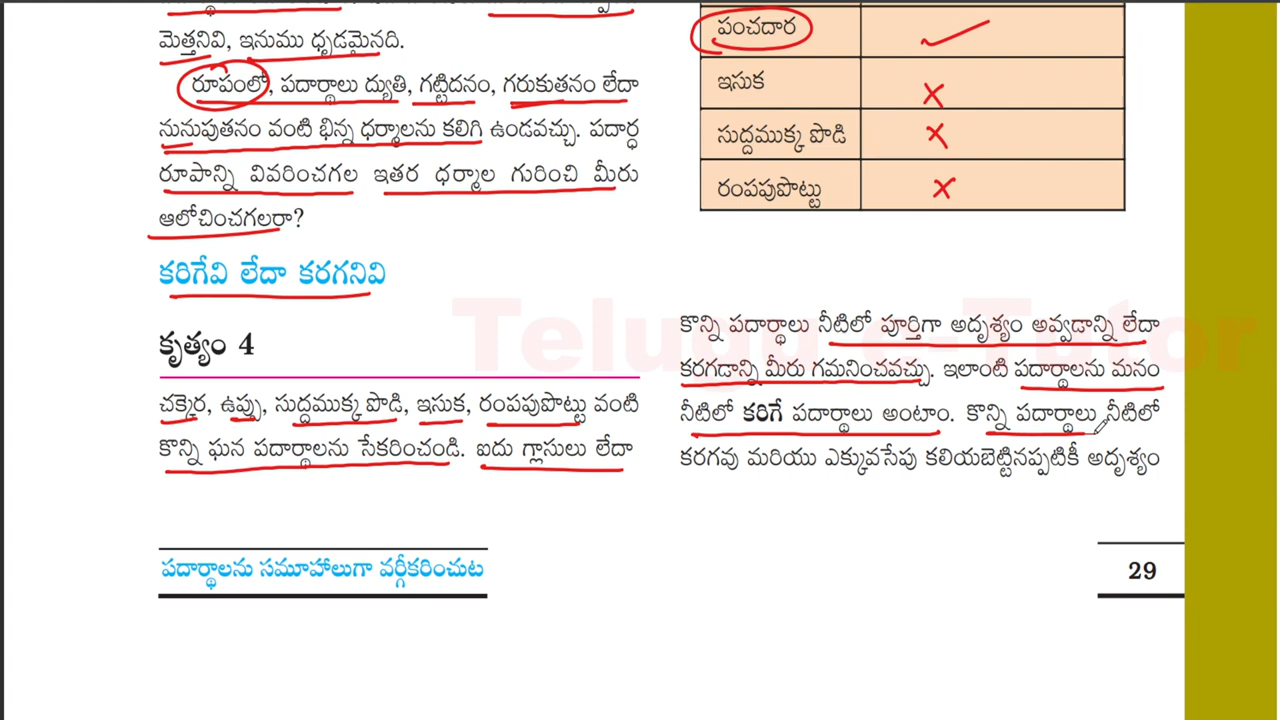 మెత్తనివి, ఇనుము ధృడమైనది.
రూపంలో, పదార్థాలు ద్యుతి, గట్టిదనం, గరుకుతనం లేదా
నునుపుతనం వంటి భిన్న ధర్మాలను కలిగి ఉండవచ్చు. పదార్ధ
రూపాన్ని వివరించగల ఇతర ధర్మాల గురించి మీరు
ఆలోచించగలరా?
కరిగేవి లేదా కరగనివి
కృత్యం 4
చక్కెర, ఉప్పు, సుద్దముక్క పొడి, ఇసుక, రంపపుపొట్టు వంటి
కొన్ని ఘన పదార్థాలను సేకరించండి. ఐదు గ్లాసులు లేదా
పంచదార
ఇసుక
సుద్దముక్క పొడి
రంపపుపొట్టు
కొన్ని పదార్థాలు నీటిలో పూర్తిగా అదృశ్యం అవ్వడాన్ని లేదా
కరగడాన్ని మీరు గమనించవచ్చు. ఇలాంటి పదార్థాలను మనం
నీటిలో కరిగే పదార్థాలు అంటాం. కొన్ని పదార్థాలు నీటిలో
కరగవు మరియు ఎక్కువసేపు కలియబెట్టినప్పటికీ అదృశ్యం
Telugu e-Tutor
పదార్థాలను సమూహాలుగా వర్గీకరించుట
29